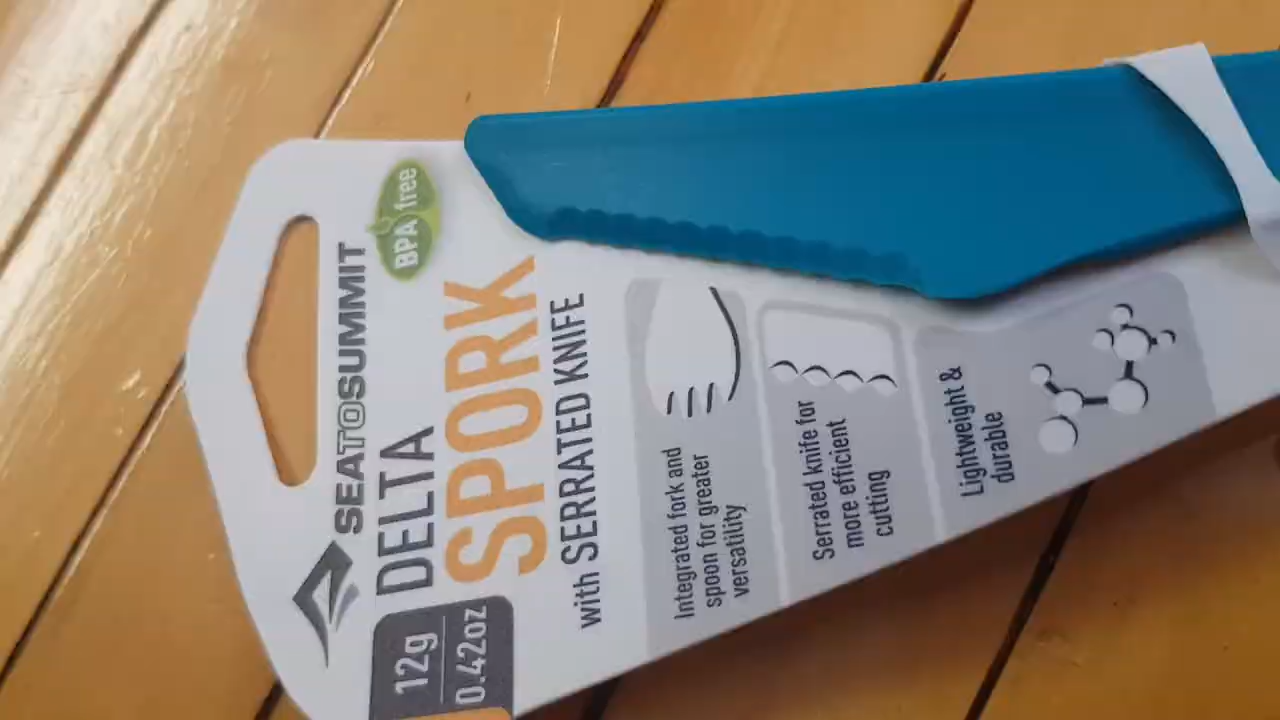 SEATOSUMMIT
BPA free
DELTA
SPORK
with SERRATED KNIFE
12g
0.42oz
Integrated fork and
spoon for greater
versatility
Serrated knife for
more efficient
cutting
Lightweight &
durable